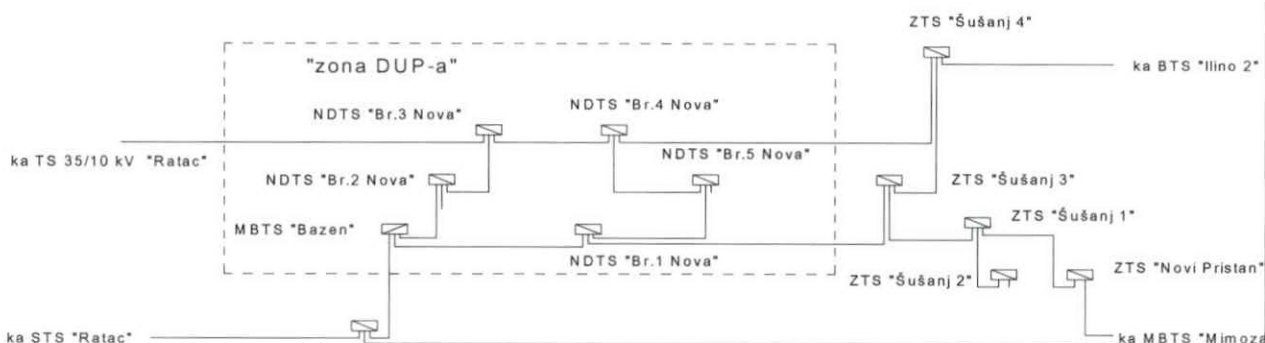 ZTS "Šušanj 4"
"zona DUP-a"
ka BTS "Ilino 2"
NDTS "Br.3 Nova"
NDTS "Br.4 Nova"
ka TS 35/10 kV "Ratac"
NDTS "Br.5 Nova"
NDTS "Br.2 Nova"
ZTS "Šušanj 3"
MBTS "Bazen"
ZTS "Šušanj 1"
NDTS "Br.1 Nova"
ZTS "Šušanj 2"
ZTS "Novi Pristan"
ka STS "Ratac"
ka MBTS "Mimoza